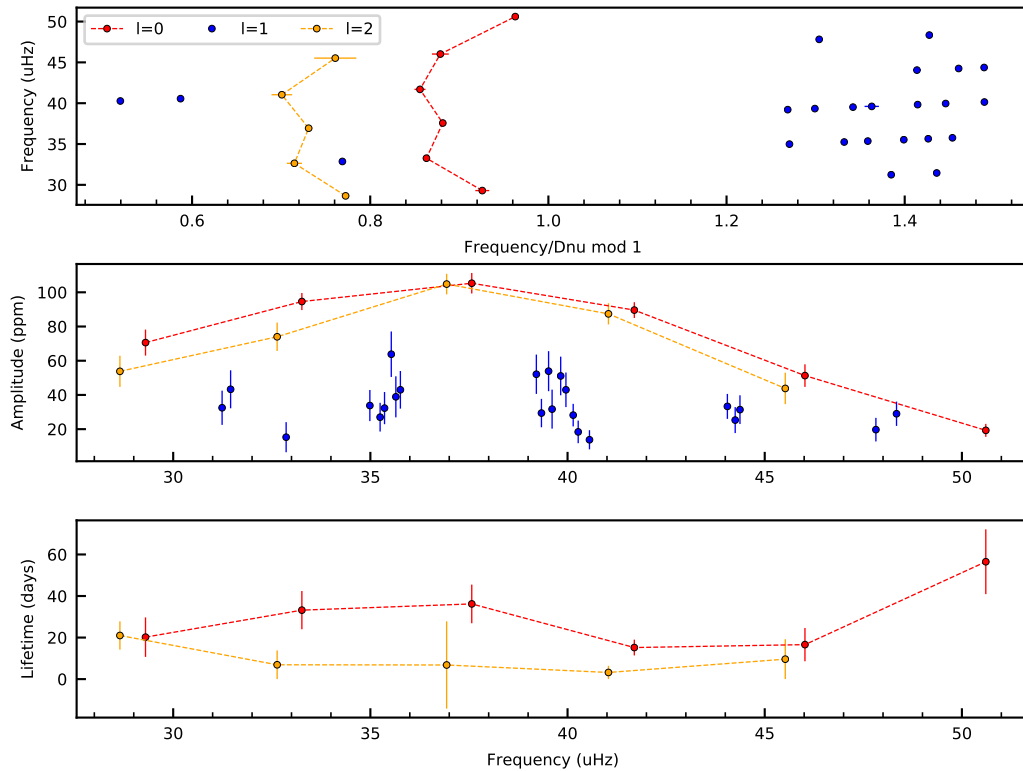 l=0 l=1 l=2
50
45
40
35
30
Frequency (uHz)
0.6 0.8 1.0 1.2 1.4
Frequency/Dnu mod 1
100
80
60
40
20
Amplitude (ppm)
30 35 40 45 50
60
40
20
0
Lifetime (days)
30 35 40 45 50
Frequency (uHz)